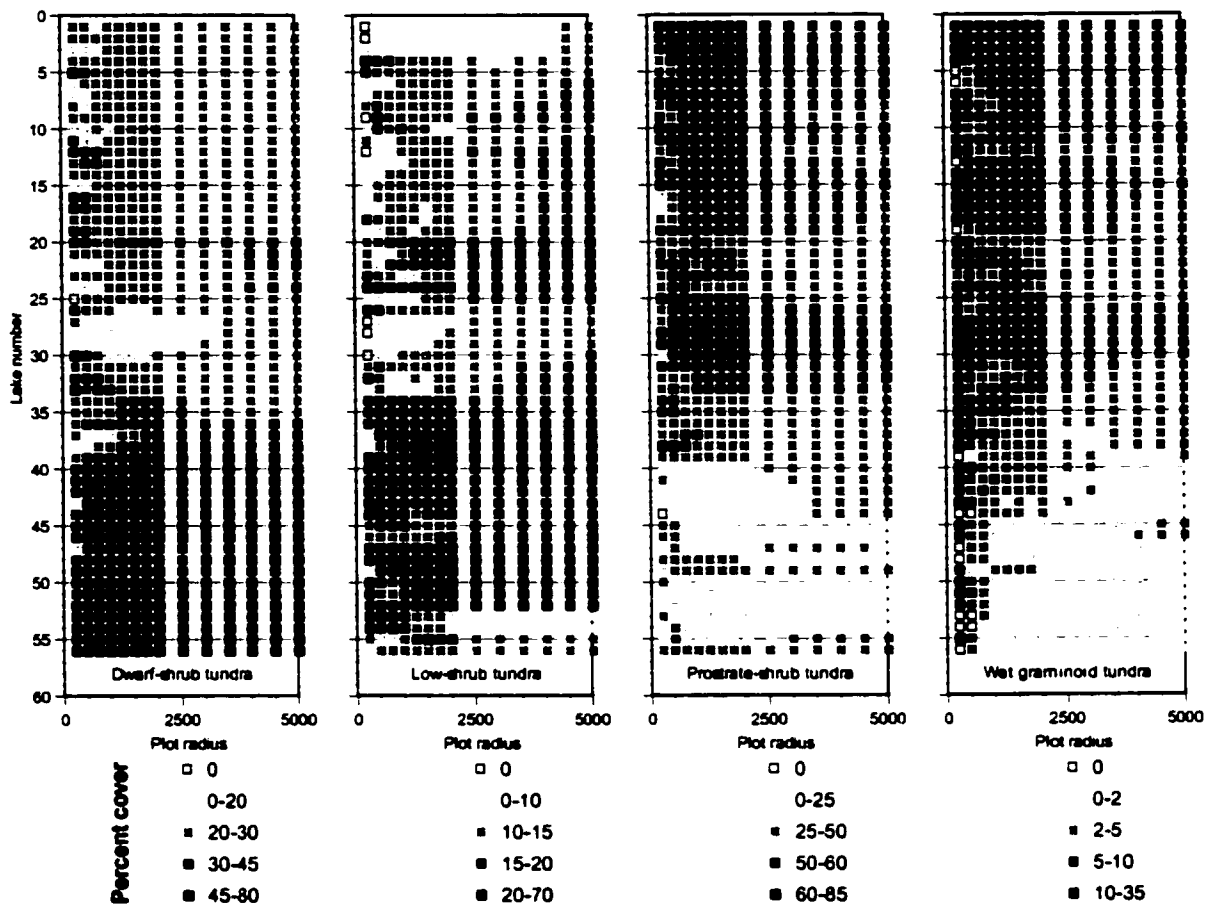 0
5
10
15
20
25
30
35
40
45
50
55
60
Lake number
Dwarf-shrub tundra
Low-shrub tundra
Prostrate-shrub tundra
Wet graminoid tundra
0 2500 5000
0 2500 5000
0 2500 5000
0 2500 5000
Plot radius
Plot radius
Plot radius
Plot radius
Percent cover
0
0-20
20-30
30-45
45-80
0
0-10
10-15
15-20
20-70
0
0-25
25-50
50-60
60-85
0
0-2
2-5
5-10
10-35